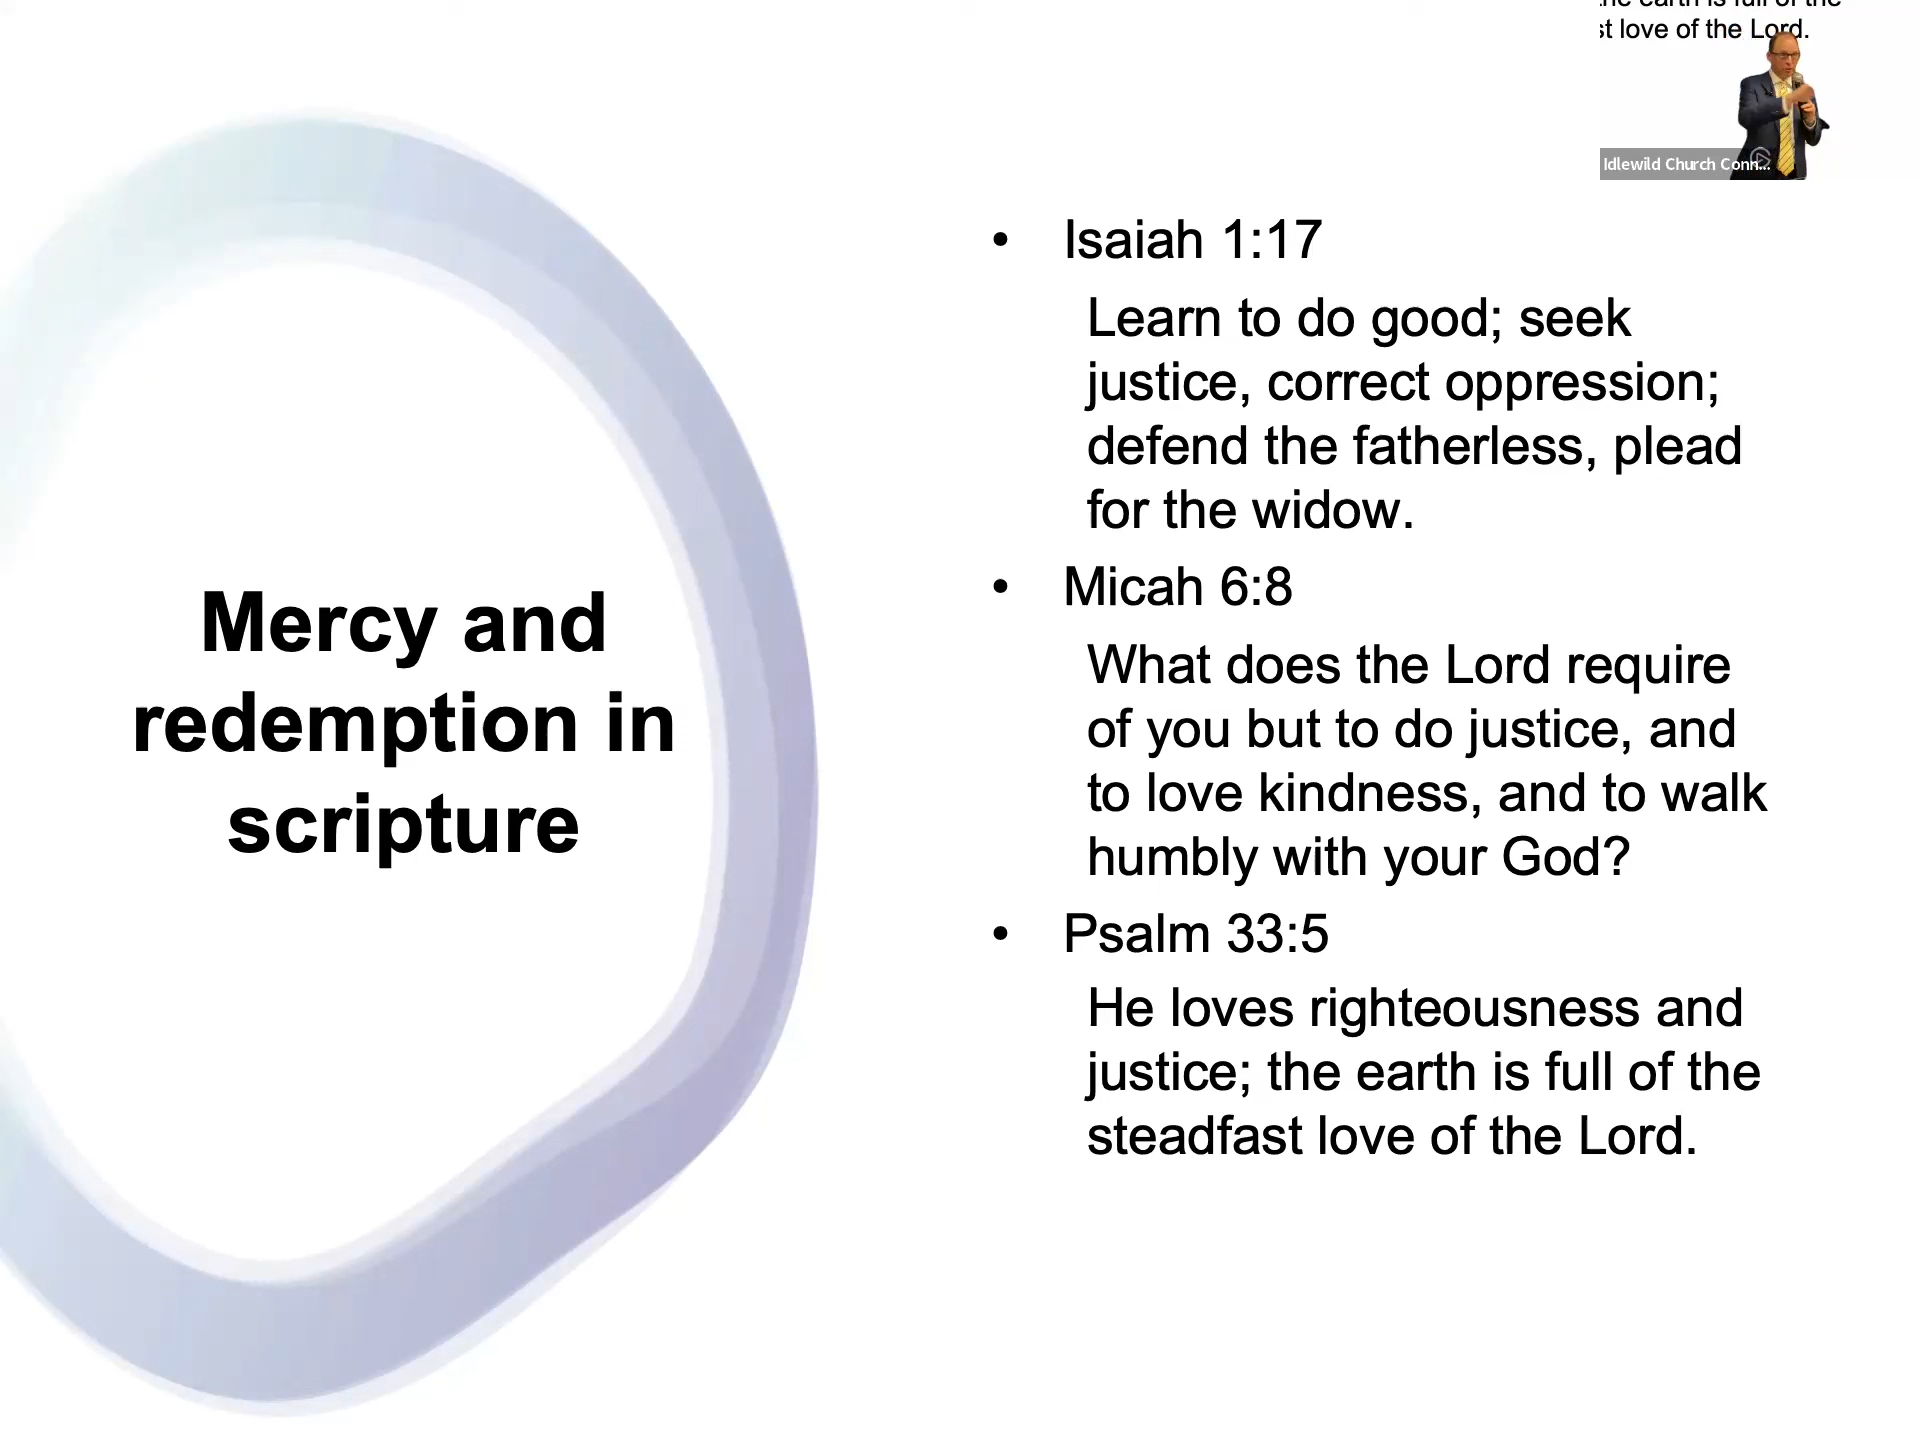 st love of the Lord.
Idlewild Church Conn...
Mercy and
redemption in
scripture
• Isaiah 1:17
Learn to do good; seek
justice, correct oppression;
defend the fatherless, plead
for the widow.
• Micah 6:8
What does the Lord require
of you but to do justice, and
to love kindness, and to walk
humbly with your God?
• Psalm 33:5
He loves righteousness and
justice; the earth is full of the
steadfast love of the Lord.